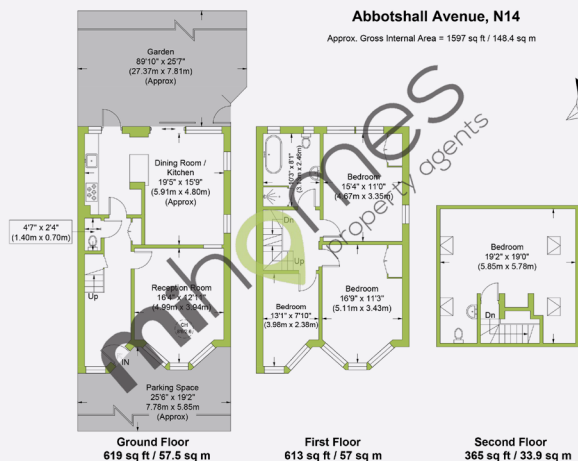 Abbotshall Avenue, N14
Approx. Gross Internal Area = 1597 sq ft / 148.4 sq m
Garden
89'10" x 25'7"
(27.37m x 7.81m)
(Approx)
Dining Room /
Kitchen
19'5" x 15'9"
(5.91m x 4.80m)
(Approx)
4'7" x 2'4"
(1.40m x 0.70m)
Up
Reception Room
16'4" x 12'11"
(4.99m x 3.94m)
IN
Parking Space
25'6" x 19'2"
7.78m x 5.85m
(Approx)
Ground Floor
619 sq ft / 57.5 sq m
10'3" x 8'1"
Bedroom
15'4" x 11'0"
(4.67m x 3.35m)
Dn
Up
Bedroom
13'1" x 7'10"
(3.98m x 2.38m)
Bedroom
16'9" x 11'3"
(5.11m x 3.43m)
First Floor
613 sq ft / 57 sq m
Bedroom
19'2" x 19'0"
(5.85m x 5.78m)
Dn
Second Floor
365 sq ft / 33.9 sq m
mihomes
property agents